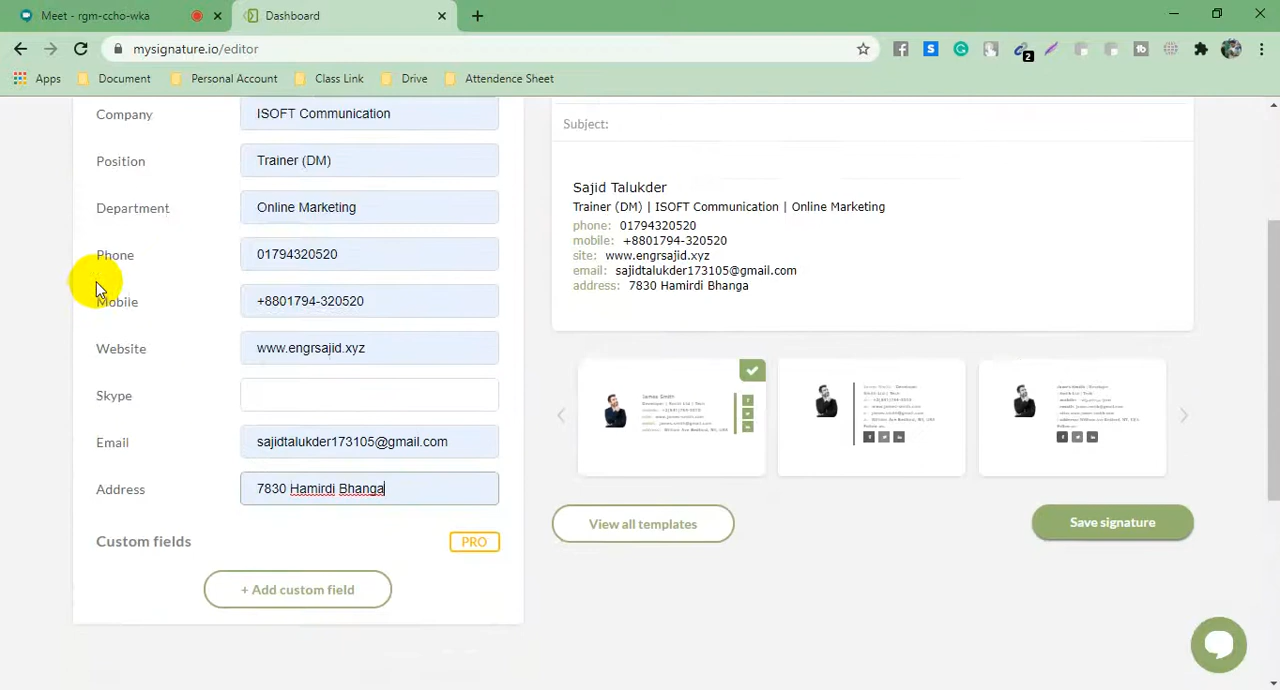 Meet - rgm-ccho-wka
Dashboard
mysignature.io/editor
2
Apps
Document
Personal Account
Class Link
Drive
Attendence Sheet
Company
ISOFT Communication
Position
Trainer (DM)
Department
Online Marketing
Phone
01794320520
Mobile
+8801794-320520
Website
www.engrsajid.xyz
Skype
Email
sajidtalukder173105@gmail.com
Address
7830 Hamirdi Bhanga
Custom fields
PRO
+ Add custom field
Subject:
Sajid Talukder
Trainer (DM) | ISOFT Communication | Online Marketing
phone: 01794320520
mobile: +8801794-320520
site: www.engrsajid.xyz
email: sajidtalukder173105@gmail.com
address: 7830 Hamirdi Bhanga
James Smith
View all templates
Save signature